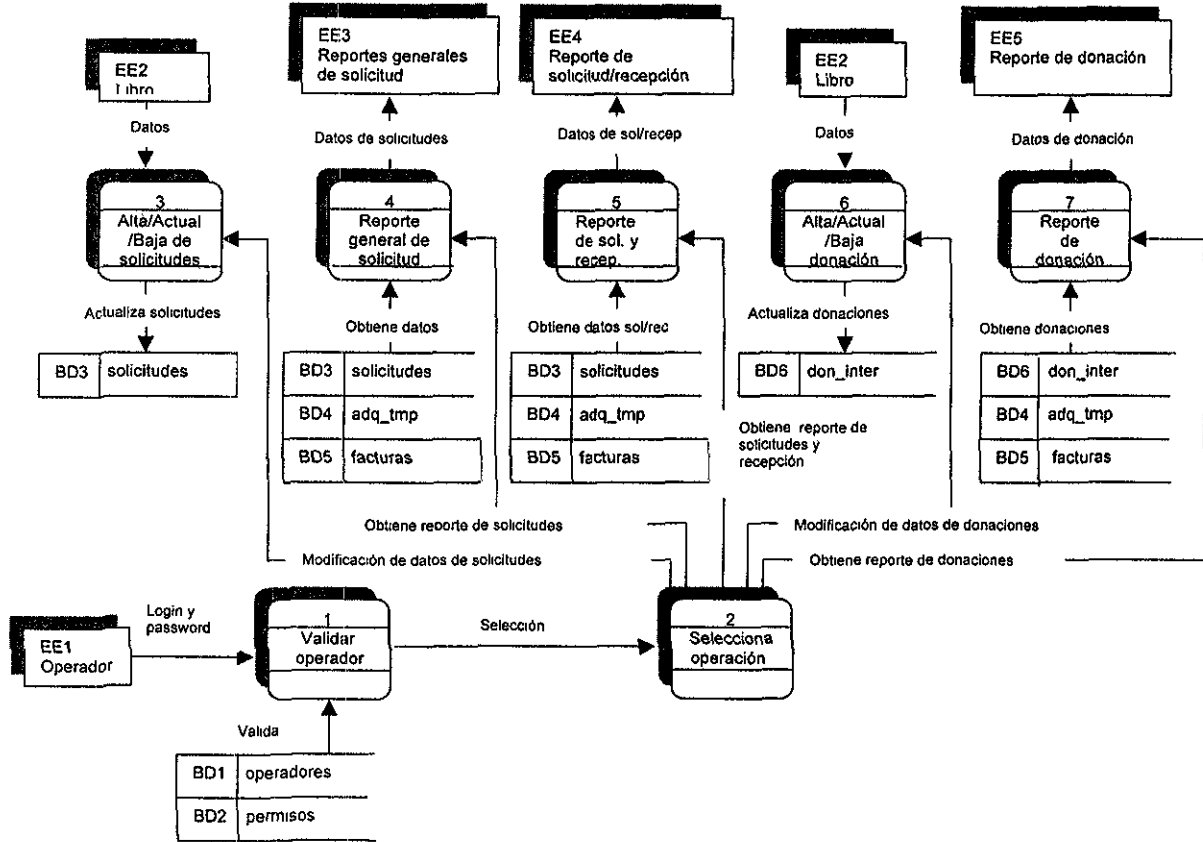 EE3
Reportes generales
de solicitud
EE4
Reporte de
solicitud/recepción
EE5
Reporte de donación
EE2
Libro
EE2
Libro
Datos
Datos de solicitudes
Datos de sol/recep
Datos
Datos de donación
3
Alta/Actual
/Baja de
solicitudes
4
Reporte
general de
solicitud
5
Reporte
de sol. y
recep.
6
Alta/Actual
/Baja
donación
7
Reporte
de
donación
Actualiza solicitudes
Obtiene datos
Obtiene datos sol/rec
Actualiza donaciones
Obtiene donaciones
BD3 solicitudes
BD3 solicitudes
BD4 adq_tmp
BD5 facturas
BD3 solicitudes
BD4 adq_tmp
BD5 facturas
BD6 don_inter
BD6 don_inter
BD4 adq_tmp
BD5 facturas
Obtiene reporte de
solicitudes y
recepción
Obtiene reporte de solicitudes
Modificación de datos de donaciones
Modificación de datos de solicitudes
Obtiene reporte de donaciones
EE1
Operador
Login y
password
1
Validar
operador
Selección
2
Selecciona
operación
Valida
BD1 operadores
BD2 permisos